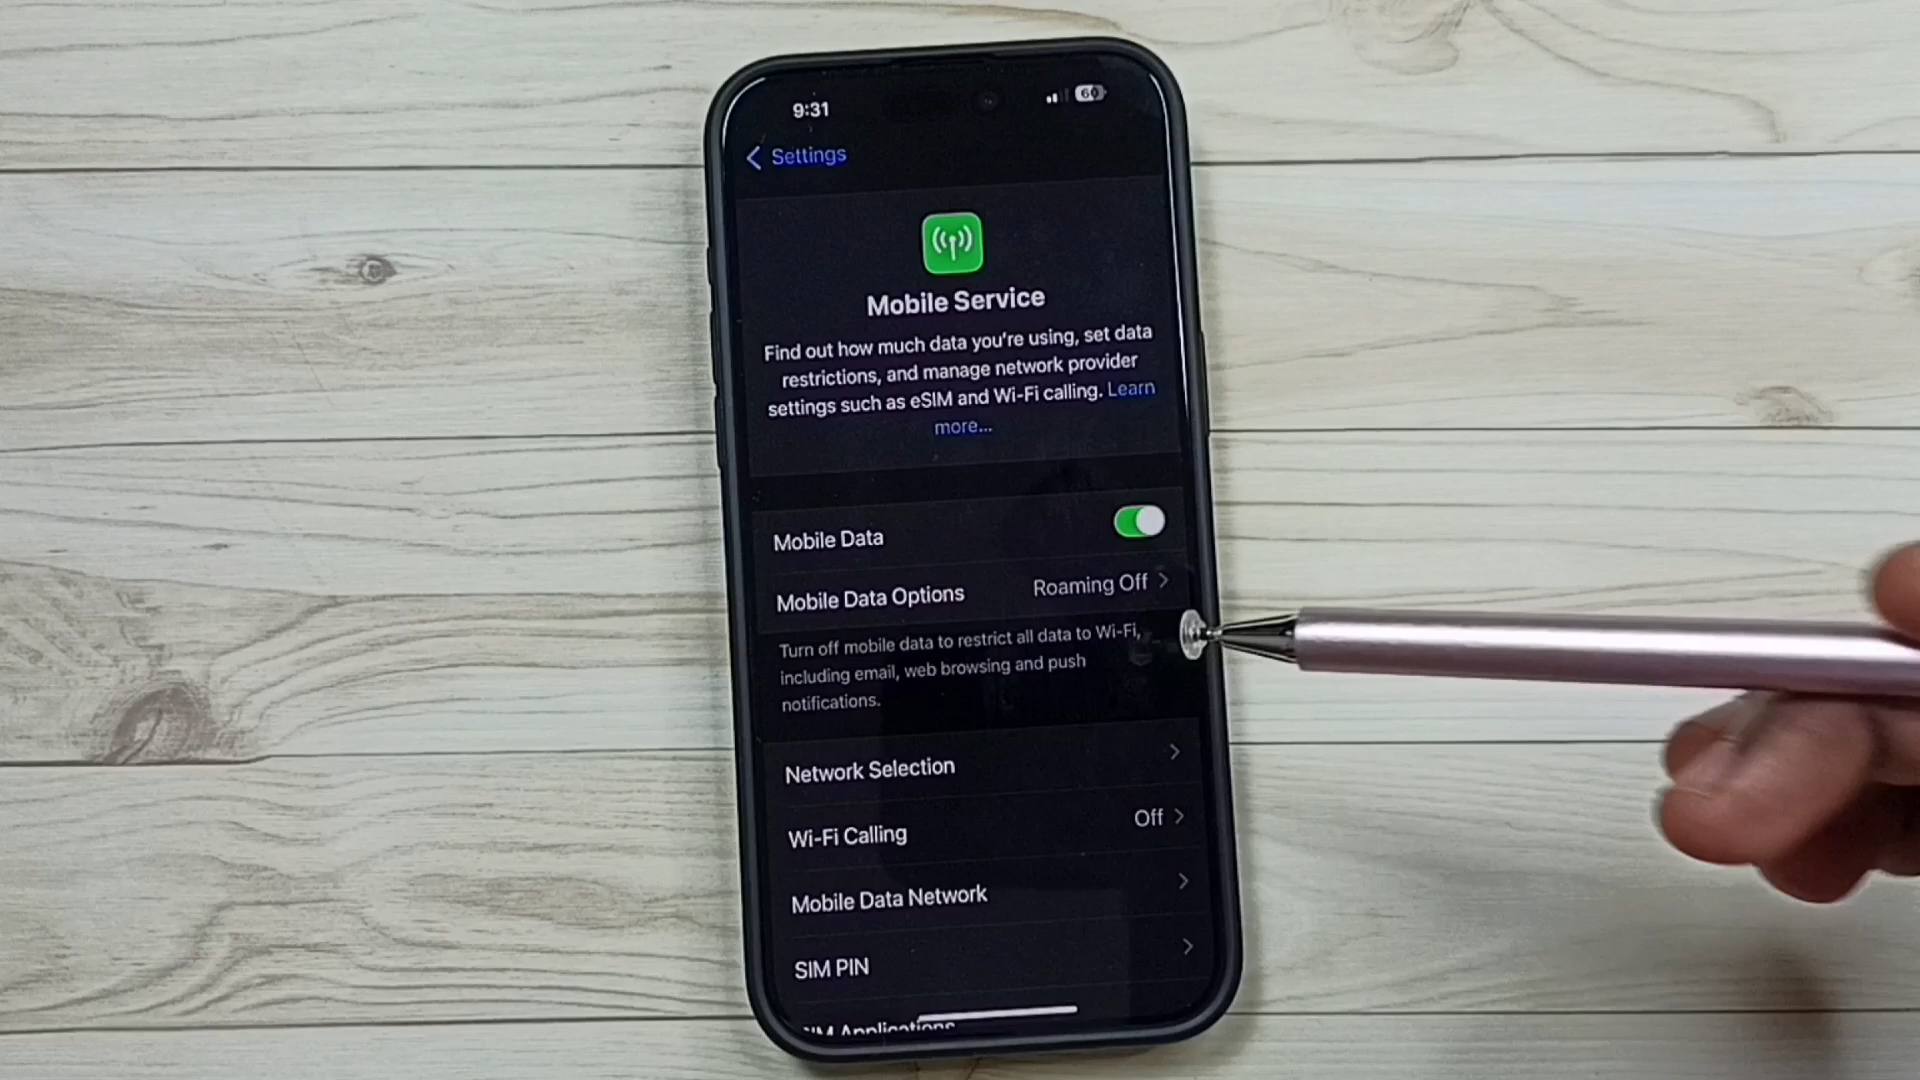 9:31
60
Settings
Mobile Service
Find out how much data you're using, set data
restrictions, and manage network provider
settings such as eSIM and Wi-Fi calling. Learn
more...
Mobile Data
Mobile Data Options Roaming Off
Turn off mobile data to restrict all data to Wi-Fi,
including email, web browsing and push
notifications.
Network Selection
Wi-Fi Calling Off
Mobile Data Network
SIM PIN
Applications